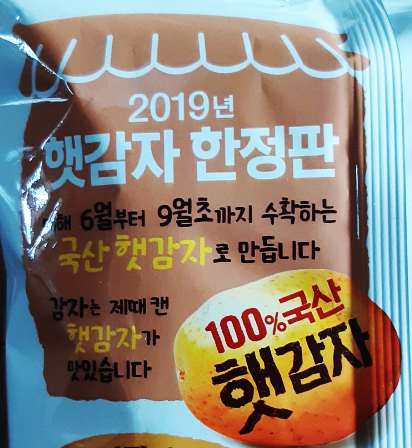 2019년
햇감자 한정판
해 6월부터 9월초까지 수확하는
국산 햇감자로 만듭니다
감자는 제때 캔
햇감자가
맛있습니다
100%국산
햇감자